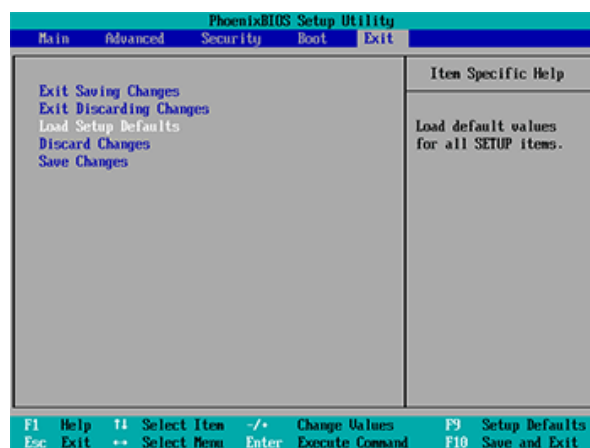 PhoenixBIOS Setup Utility
Main Advanced Security Boot Exit
Item Specific Help
Exit Saving Changes
Exit Discarding Changes
Load Setup Defaults
Discard Changes
Save Changes
Load default values
for all SETUP items.
F1 Help ↑↓ Select Item -/+ Change Values F9 Setup Defaults
Esc Exit ↔ Select Menu Enter Execute Command F10 Save and Exit